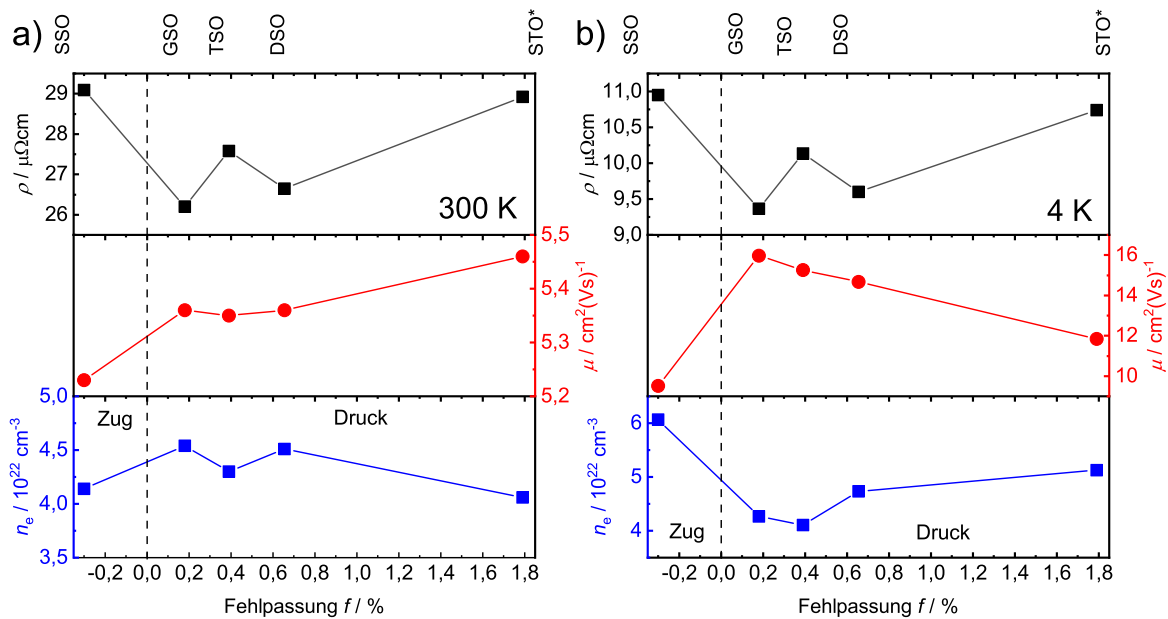 a)
SSO
GSO
TSO
DSO
STO*
29
28
27
26
ρ / μΩcm
300 K
5,5
5,4
5,3
5,2
μ / cm²(Vs)⁻¹
5,0
4,5
4,0
3,5
nₑ / 10²² cm⁻³
Zug
Druck
-0,2 0,0 0,2 0,4 0,6 0,8 1,0 1,2 1,4 1,6 1,8
Fehlpassung f / %
b)
SSO
GSO
TSO
DSO
STO*
11,0
10,5
10,0
9,5
9,0
ρ / μΩcm
4 K
16
14
12
10
μ / cm²(Vs)⁻¹
6
5
4
nₑ / 10²² cm⁻³
Zug
Druck
-0,2 0,0 0,2 0,4 0,6 0,8 1,0 1,2 1,4 1,6 1,8
Fehlpassung f / %